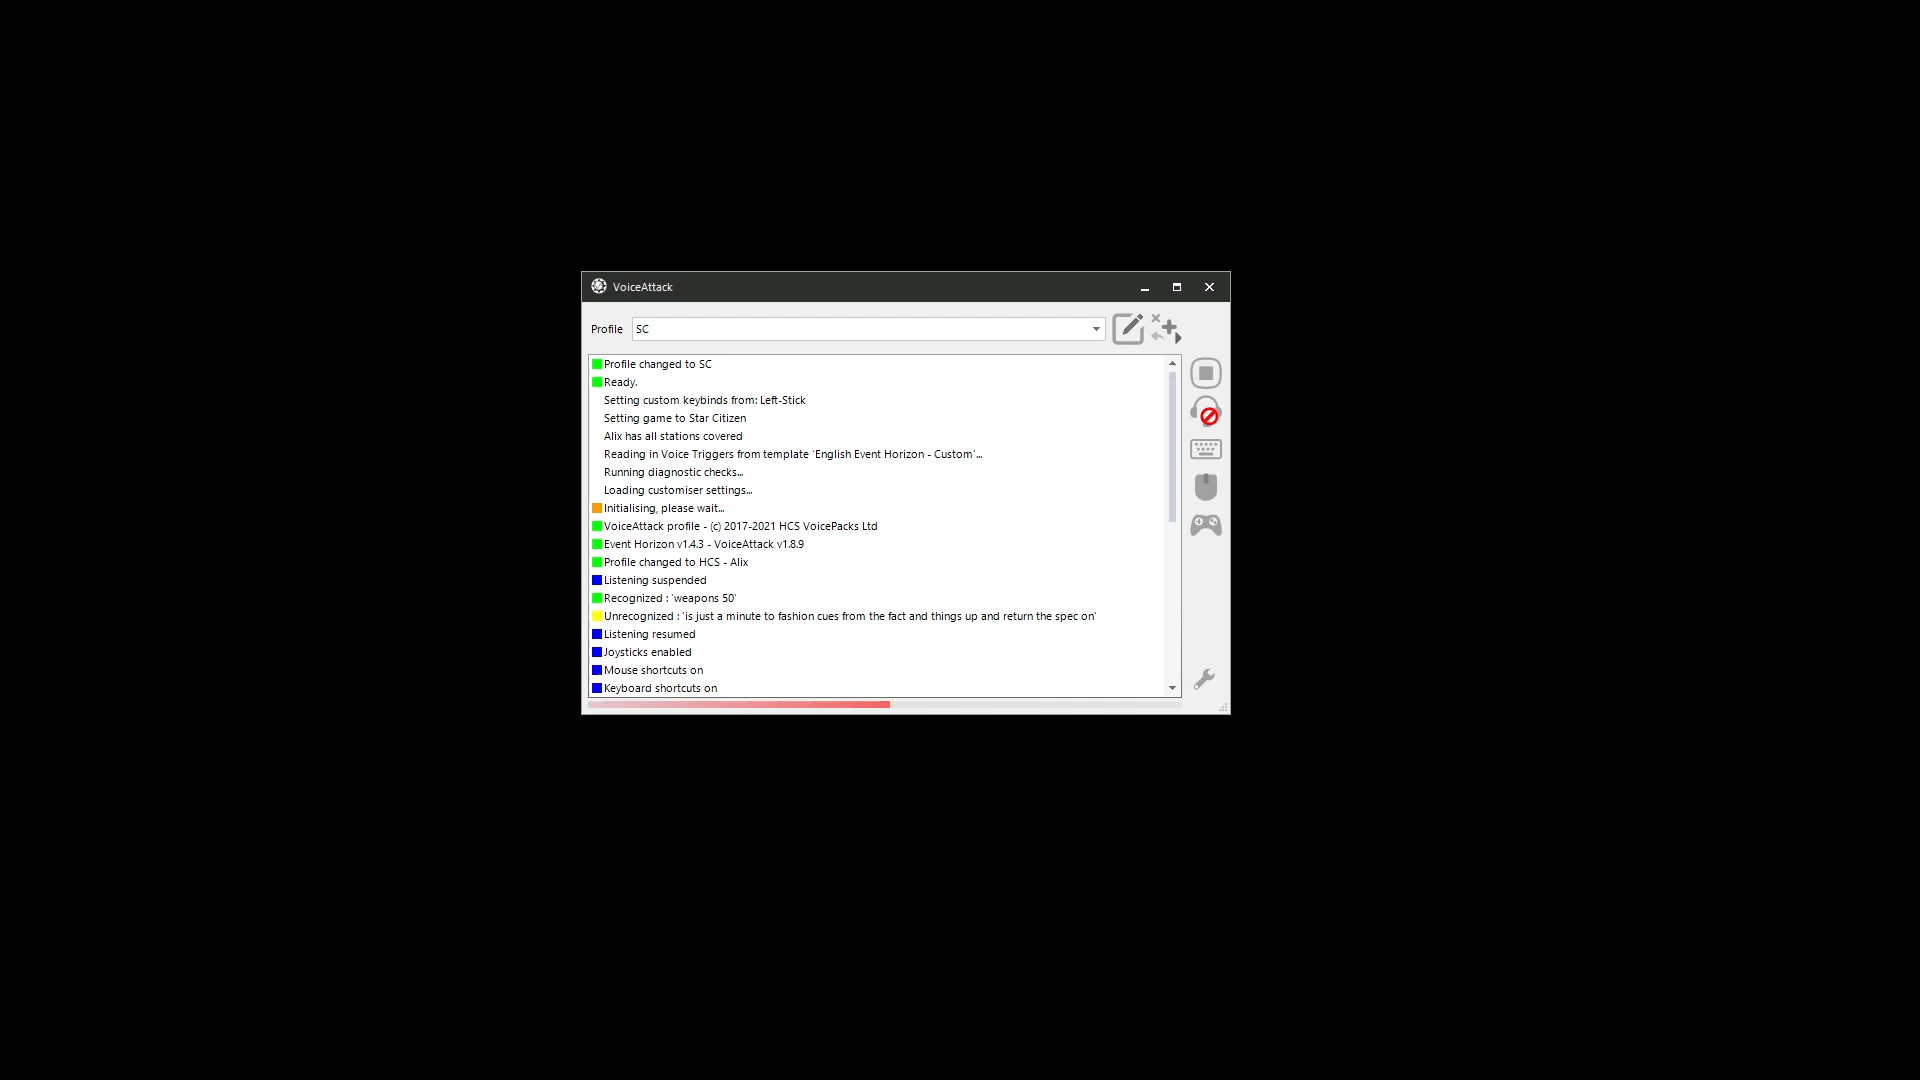 VoiceAttack
Profile SC
Profile changed to SC
Ready.
Setting custom keybinds from: Left-Stick
Setting game to Star Citizen
Alix has all stations covered
Reading in Voice Triggers from template 'English Event Horizon - Custom'...
Running diagnostic checks...
Loading customiser settings...
Initialising, please wait...
VoiceAttack profile - (c) 2017-2021 HCS VoicePacks Ltd
Event Horizon v1.4.3 - VoiceAttack v1.8.9
Profile changed to HCS - Alix
Listening suspended
Recognized : 'weapons 50'
Unrecognized : 'is just a minute to fashion cues from the fact and things up and return the spec on'
Listening resumed
Joysticks enabled
Mouse shortcuts on
Keyboard shortcuts on